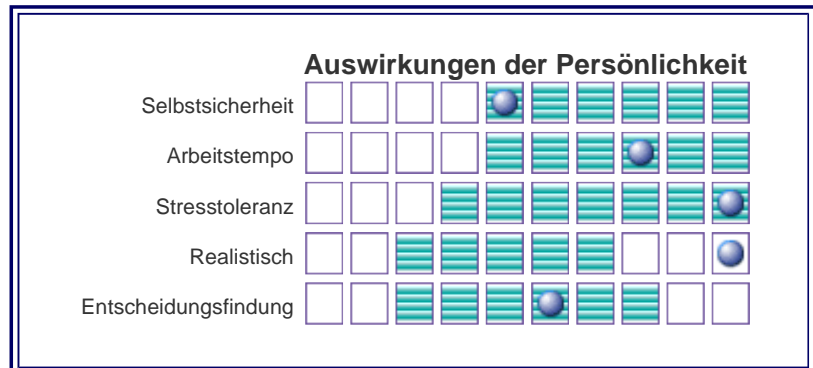 Auswirkungen der Persönlichkeit
Selbstsicherheit
Arbeitstempo
Stresstoleranz
Realistisch
Entscheidungsfindung